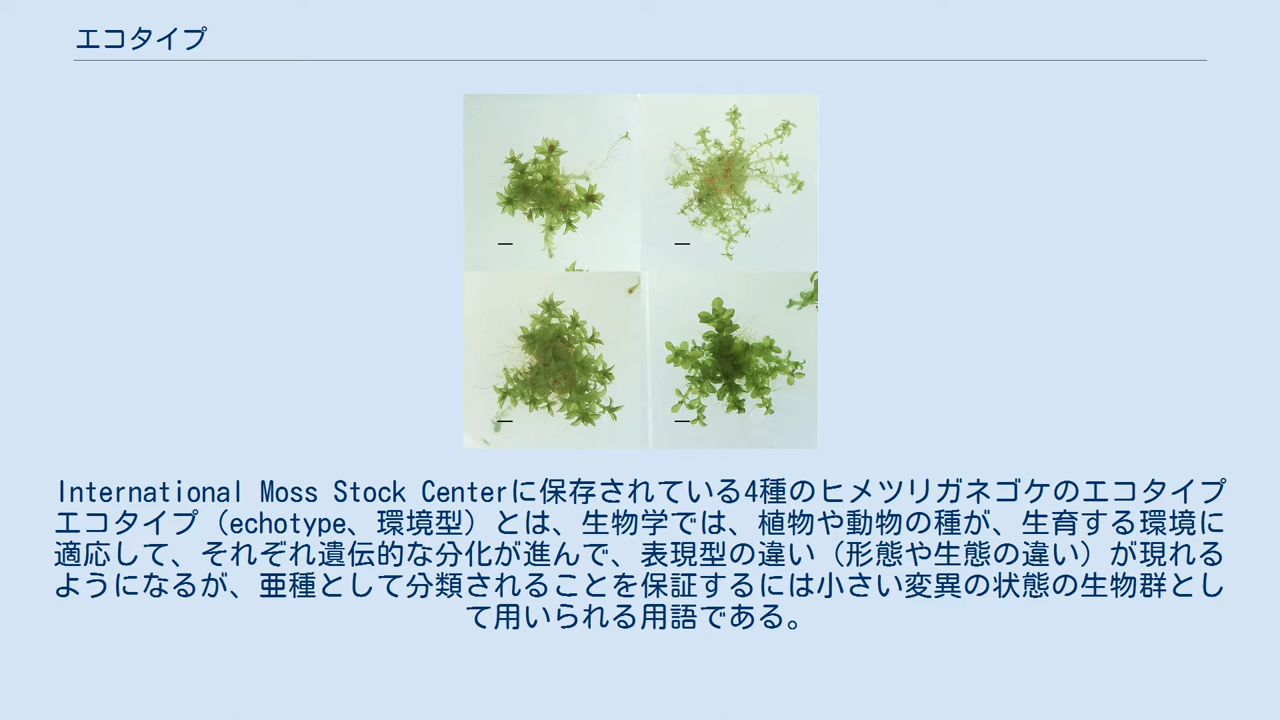 エコタイプ
International Moss Stock Centerに保存されている4種のヒメツリガネゴケのエコタイプ
エコタイプ（echotype、環境型）とは、生物学では、植物や動物の種が、生育する環境に
適応して、それぞれ遺伝的な分化が進んで、表現型の違い（形態や生態の違い）が現れる
ようになるが、亜種として分類されることを保証するには小さい変異の状態の生物群とし
て用いられる用語である。